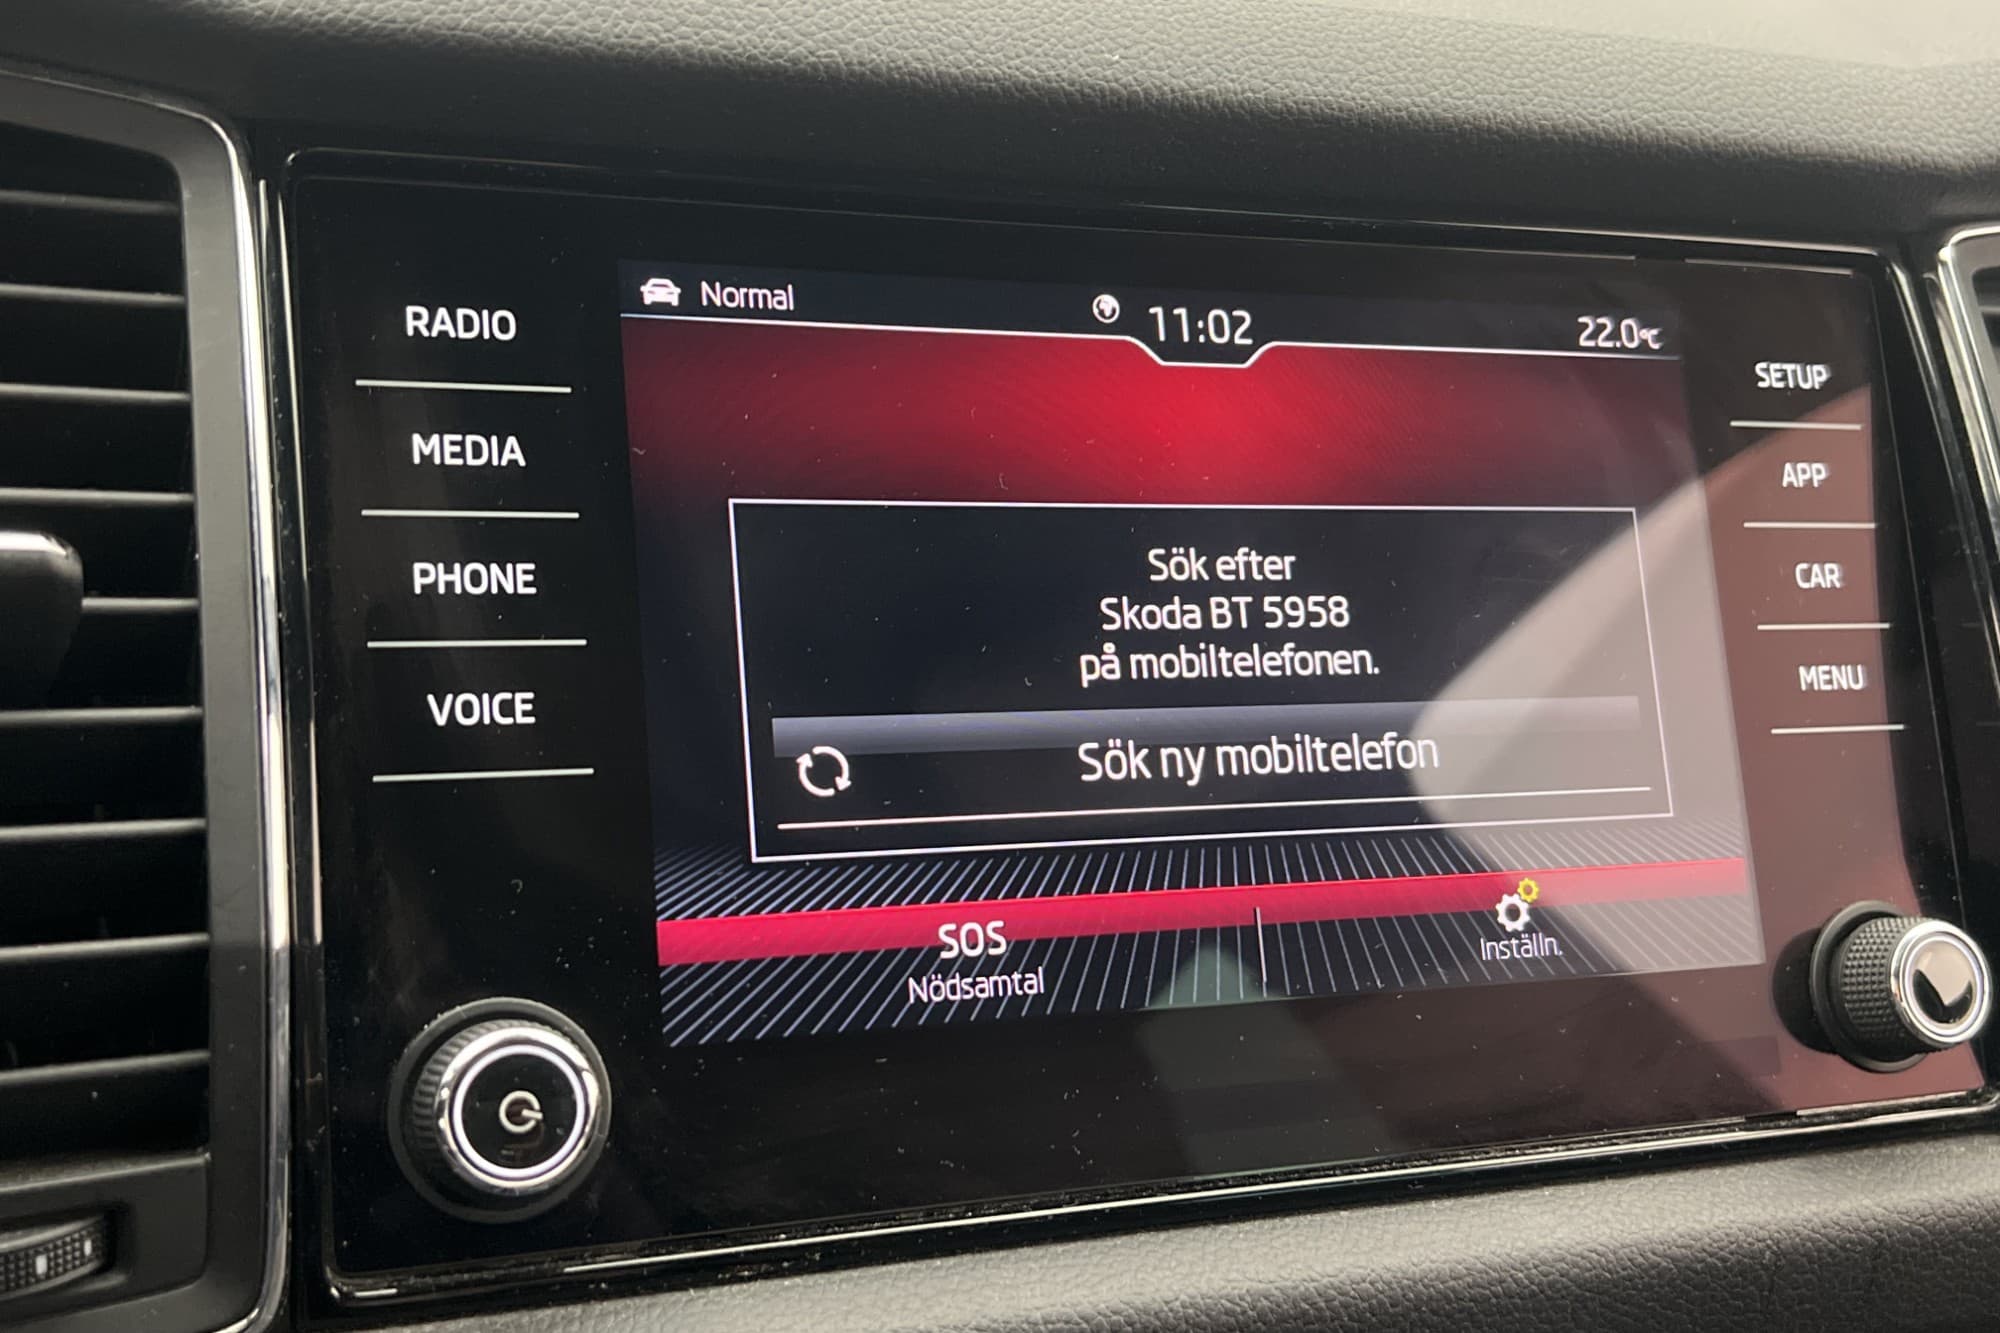 RADIO
MEDIA
PHONE
VOICE
Normal
11:02
22.0°C
Sök efter
Skoda BT 5958
på mobiltelefonen.
Sök ny mobiltelefon
SOS
Nödsamtal
Inställn.
SETUP
APP
CAR
MENU